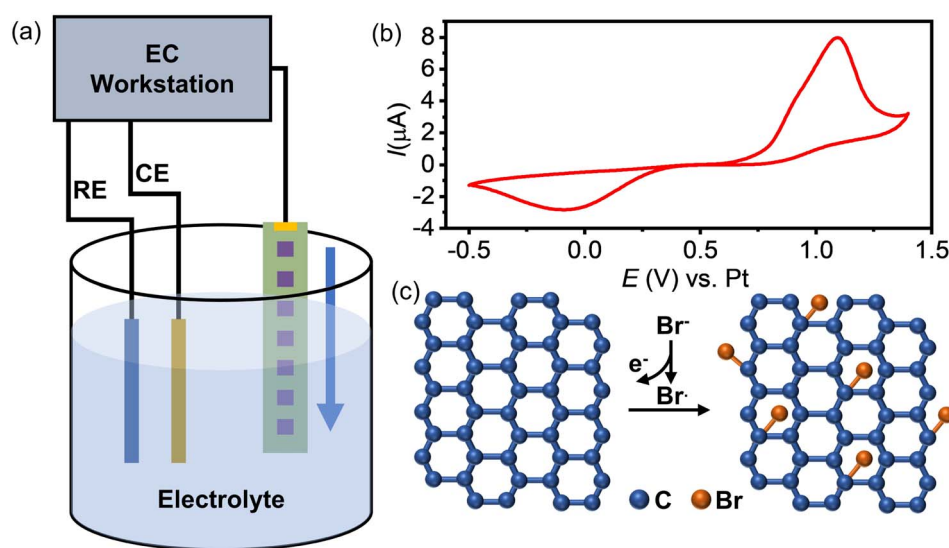 (a)
EC
Workstation
RE
CE
Electrolyte
(b)
I(μA)
8
6
4
2
0
-2
-4
-0.5
0.0
0.5
1.0
1.5
E (V) vs. Pt
(c)
Br⁻
e⁻
Br·
C
Br